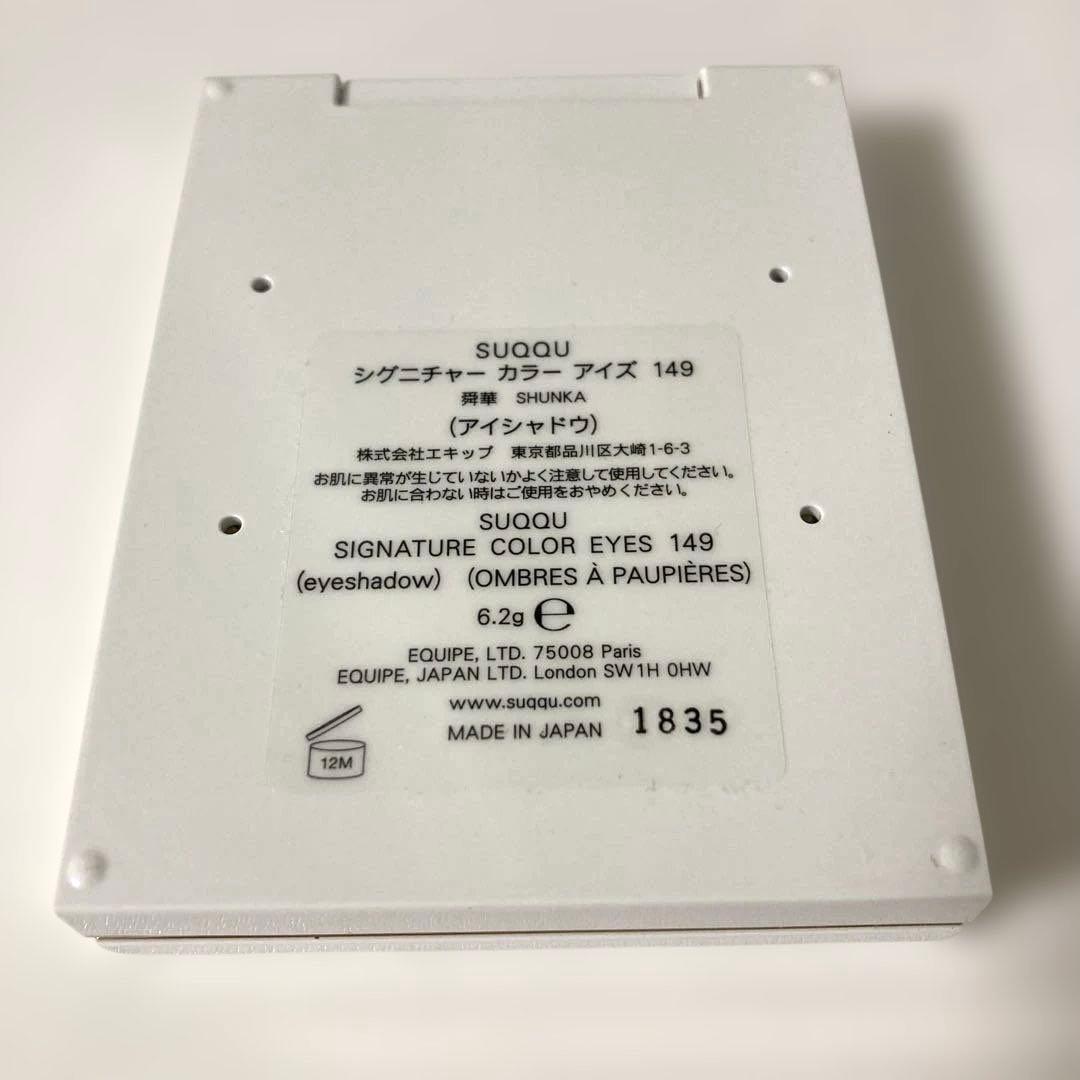 SUQQU
シグニチャー カラー アイズ 149
舜華 SHUNKA
(アイシャドウ)
株式会社エキップ 東京都品川区大崎1-6-3
お肌に異常が生じていないかよく注意して使用してください。
お肌に合わない時はご使用をおやめください。
SUQQU
SIGNATURE COLOR EYES 149
(eyeshadow) (OMBRES À PAUPIÈRES)
6.2g ℮
EQUIPE, LTD. 75008 Paris
EQUIPE, JAPAN LTD. London SW1H 0HW
www.suqqu.com
MADE IN JAPAN 1835
12M